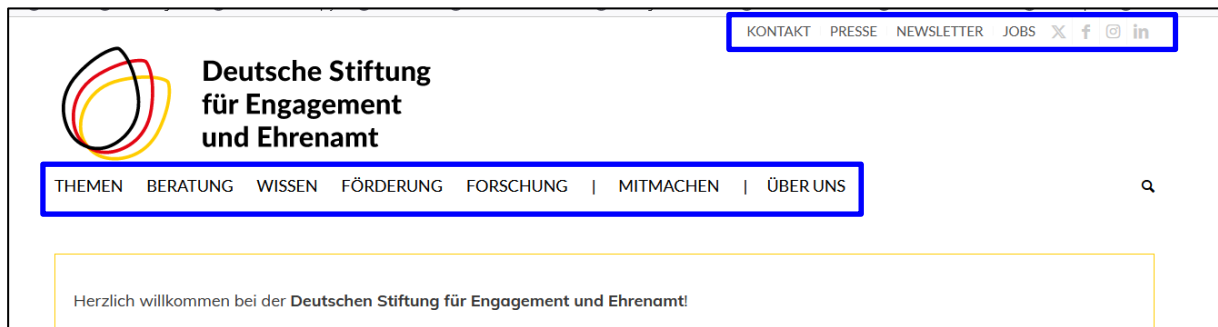 KONTAKT PRESSE NEWSLETTER JOBS X f in
Deutsche Stiftung
für Engagement
und Ehrenamt
THEMEN BERATUNG WISSEN FÖRDERUNG FORSCHUNG | MITMACHEN | ÜBER UNS
Herzlich willkommen bei der Deutschen Stiftung für Engagement und Ehrenamt!